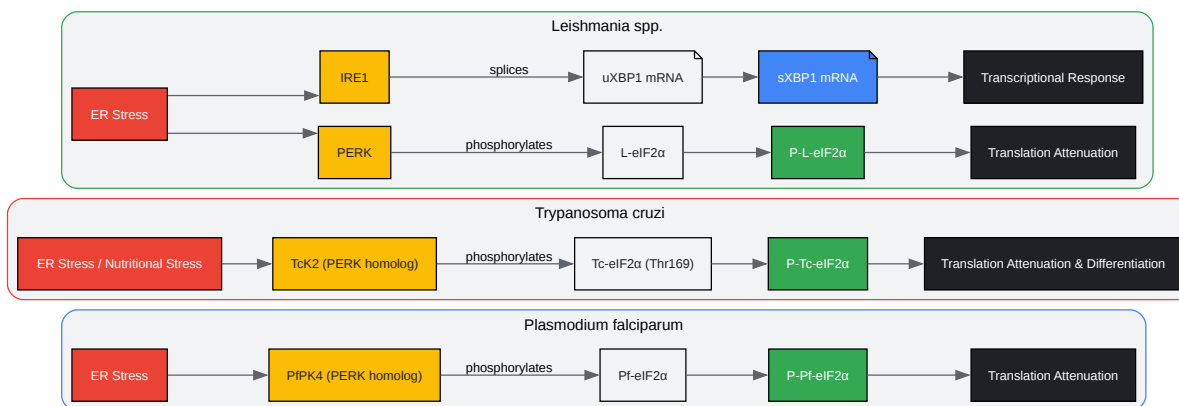 Leishmania spp.
IRE1
splices
uXBP1 mRNA
sXBP1 mRNA
Transcriptional Response
ER Stress
PERK
phosphorylates
L-eIF2α
P-L-eIF2α
Translation Attenuation
Trypanosoma cruzi
ER Stress / Nutritional Stress
TcK2 (PERK homolog)
phosphorylates
Tc-eIF2α (Thr169)
P-Tc-eIF2α
Translation Attenuation & Differentiation
Plasmodium falciparum
ER Stress
PfPK4 (PERK homolog)
phosphorylates
Pf-eIF2α
P-Pf-eIF2α
Translation Attenuation